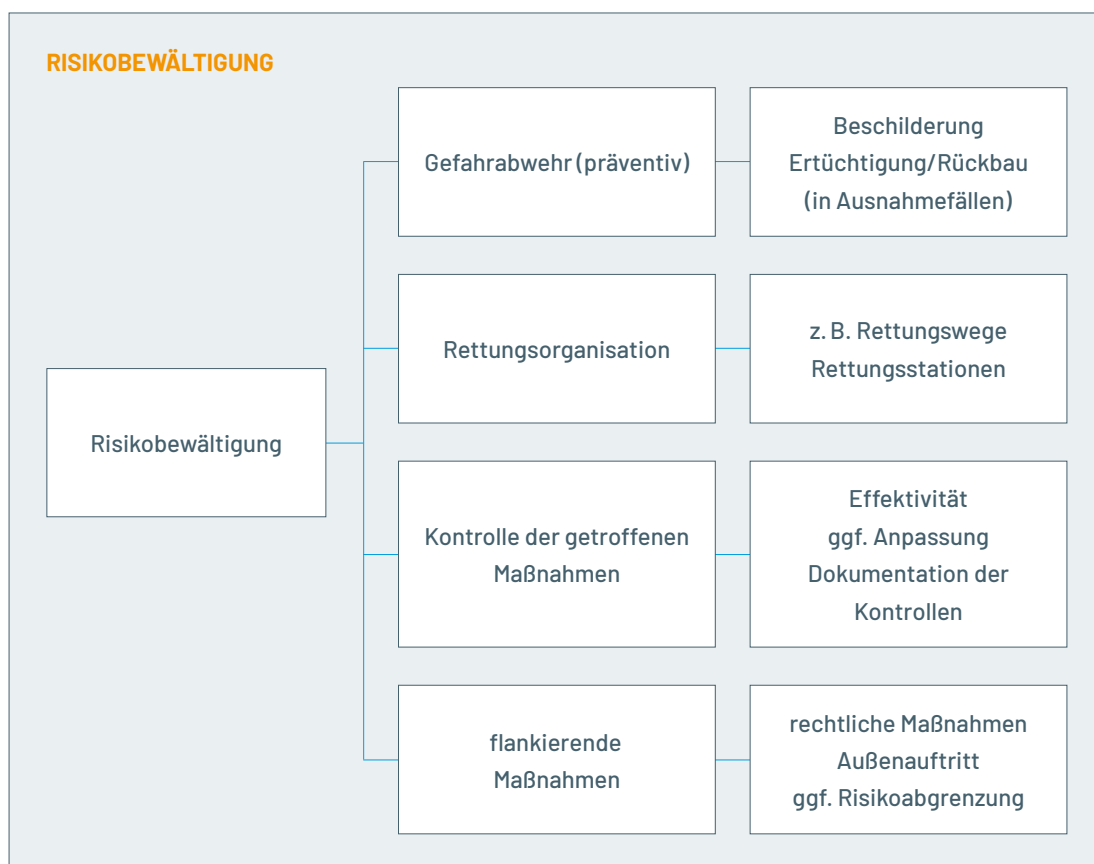 RISIKOBEWÄLTIGUNG
Risikobewältigung
Gefahrabwehr (präventiv)
Beschilderung
Ertüchtigung/Rückbau
(in Ausnahmefällen)
Rettungsorganisation
z. B. Rettungswege
Rettungsstationen
Kontrolle der getroffenen
Maßnahmen
Effektivität
ggf. Anpassung
Dokumentation der
Kontrollen
flankierende
Maßnahmen
rechtliche Maßnahmen
Außenauftritt
ggf. Risikoabgrenzung